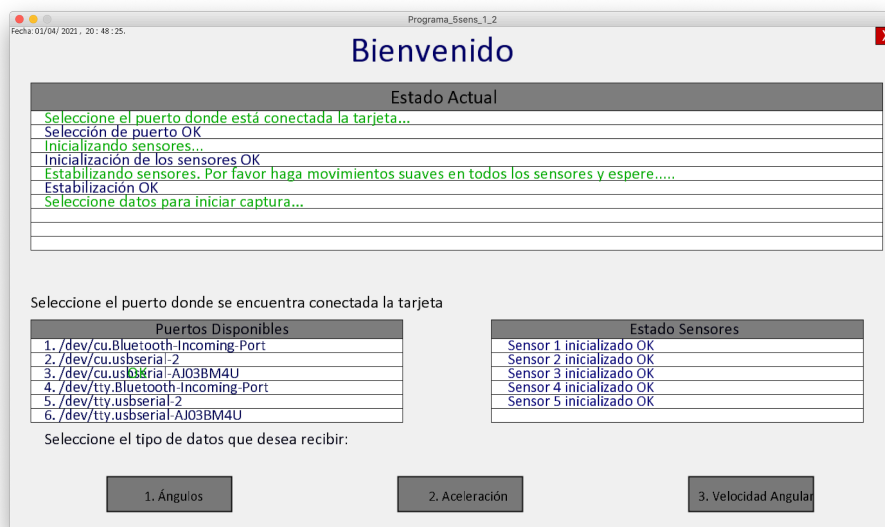 Programa_5sens_1_2
Fecha: 01/04/ 2021, 20: 48: 25.
X
Bienvenido
Estado Actual
Seleccione el puerto donde está conectada la tarjeta...
Selección de puerto OK
Inicializando sensores...
Inicialización de los sensores OK
Estabilizando sensores. Por favor haga movimientos suaves en todos los sensores y espere.....
Estabilización OK
Seleccione datos para iniciar captura...
Seleccione el puerto donde se encuentra conectada la tarjeta
Puertos Disponibles
1. /dev/cu.Bluetooth-Incoming-Port
2. /dev/cu.usbserial-2
3. /dev/cu.usbserial-AJ03BM4U
OK
4. /dev/tty.Bluetooth-Incoming-Port
5. /dev/tty.usbserial-2
6. /dev/tty.usbserial-AJ03BM4U
Estado Sensores
Sensor 1 inicializado OK
Sensor 2 inicializado OK
Sensor 3 inicializado OK
Sensor 4 inicializado OK
Sensor 5 inicializado OK
Seleccione el tipo de datos que desea recibir:
1. Ángulos
2. Aceleración
3. Velocidad Angular